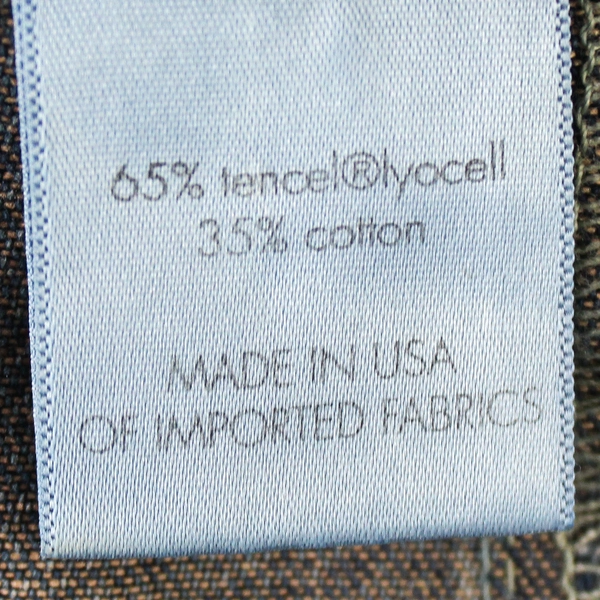 65% tencel®lyocell
35% cotton
MADE IN USA
OF IMPORTED FABRICS